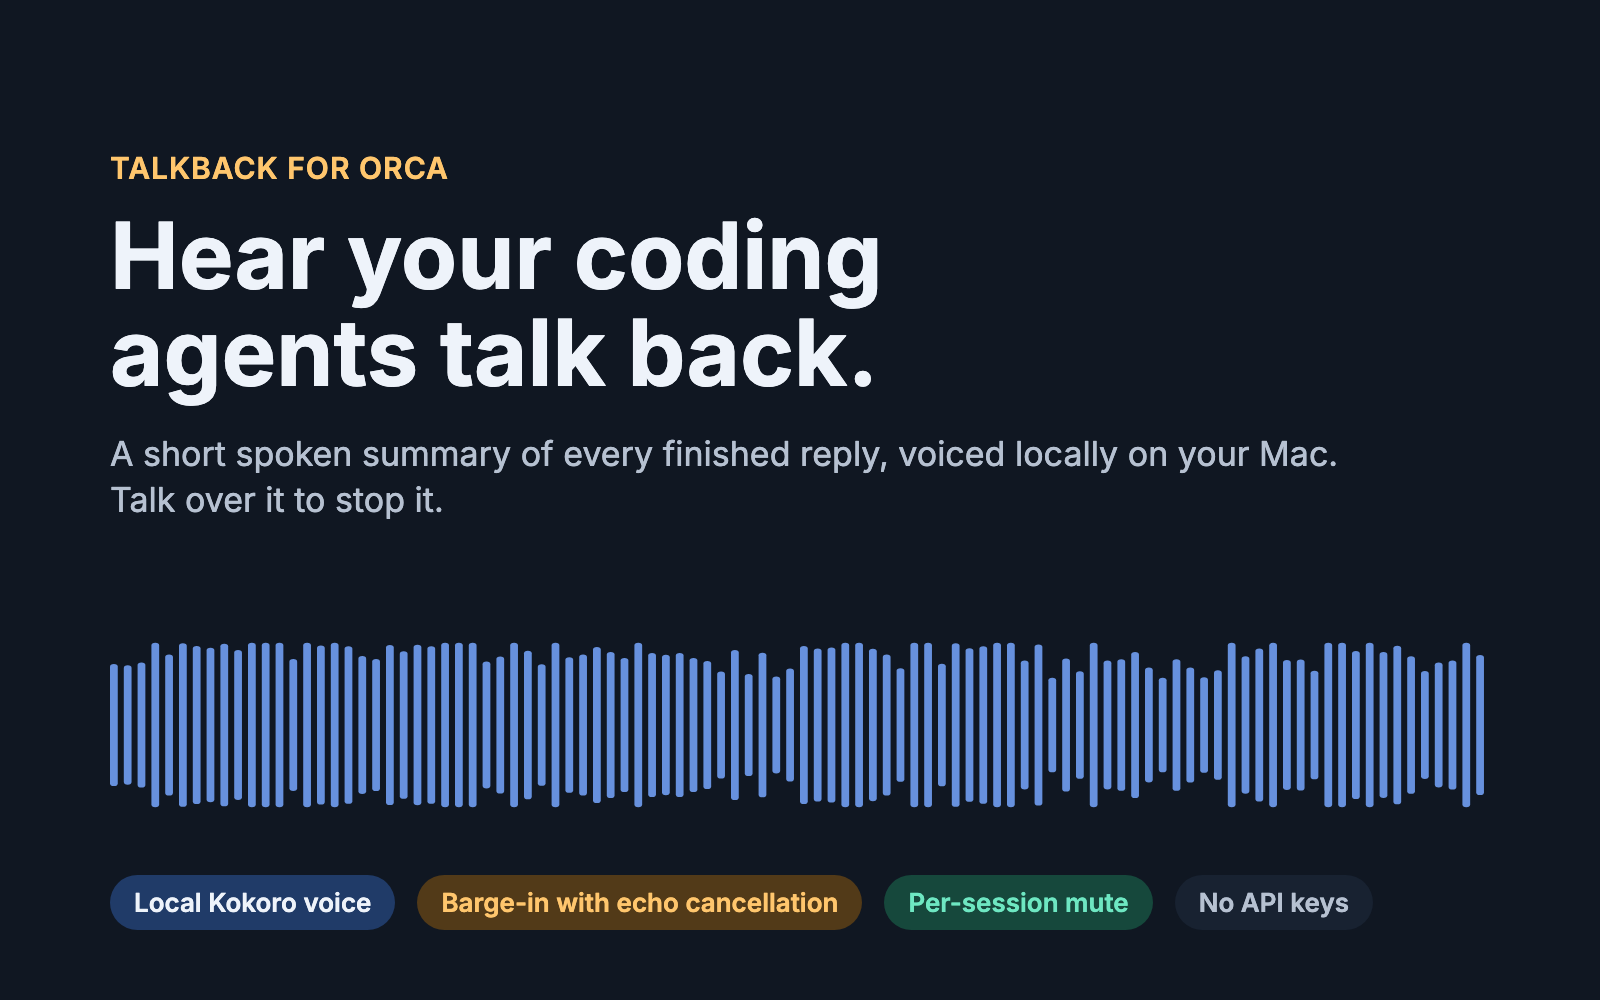 TALKBACK FOR ORCA
Hear your coding
agents talk back.
A short spoken summary of every finished reply, voiced locally on your Mac.
Talk over it to stop it.
Local Kokoro voice
Barge-in with echo cancellation
Per-session mute
No API keys